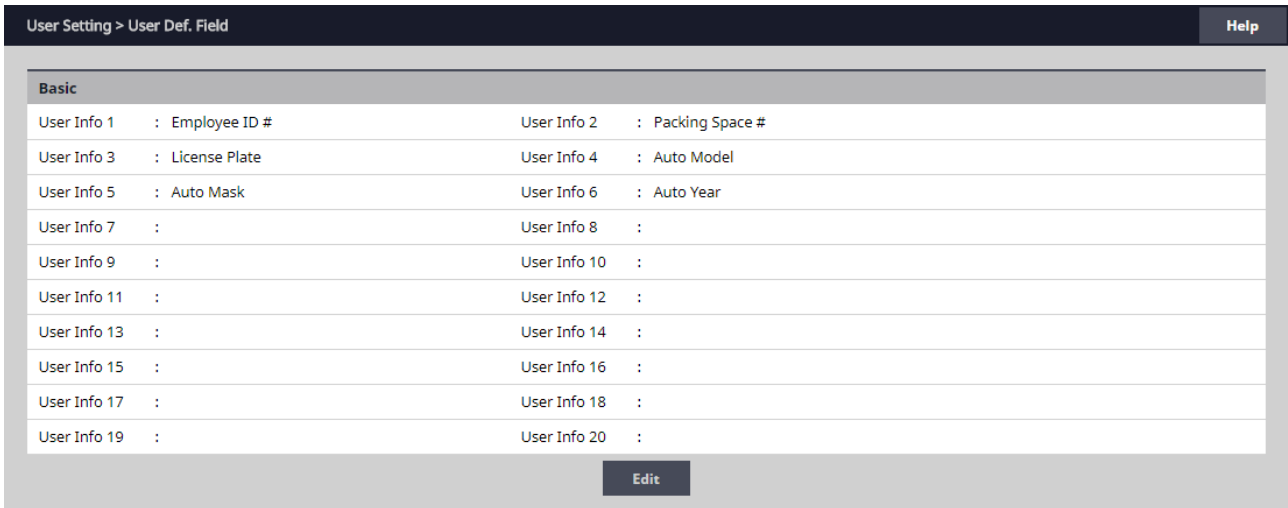 User Setting > User Def. Field Help
Basic
User Info 1 : Employee ID # User Info 2 : Packing Space #
User Info 3 : License Plate User Info 4 : Auto Model
User Info 5 : Auto Mask User Info 6 : Auto Year
User Info 7 : User Info 8 :
User Info 9 : User Info 10 :
User Info 11 : User Info 12 :
User Info 13 : User Info 14 :
User Info 15 : User Info 16 :
User Info 17 : User Info 18 :
User Info 19 : User Info 20 :
Edit